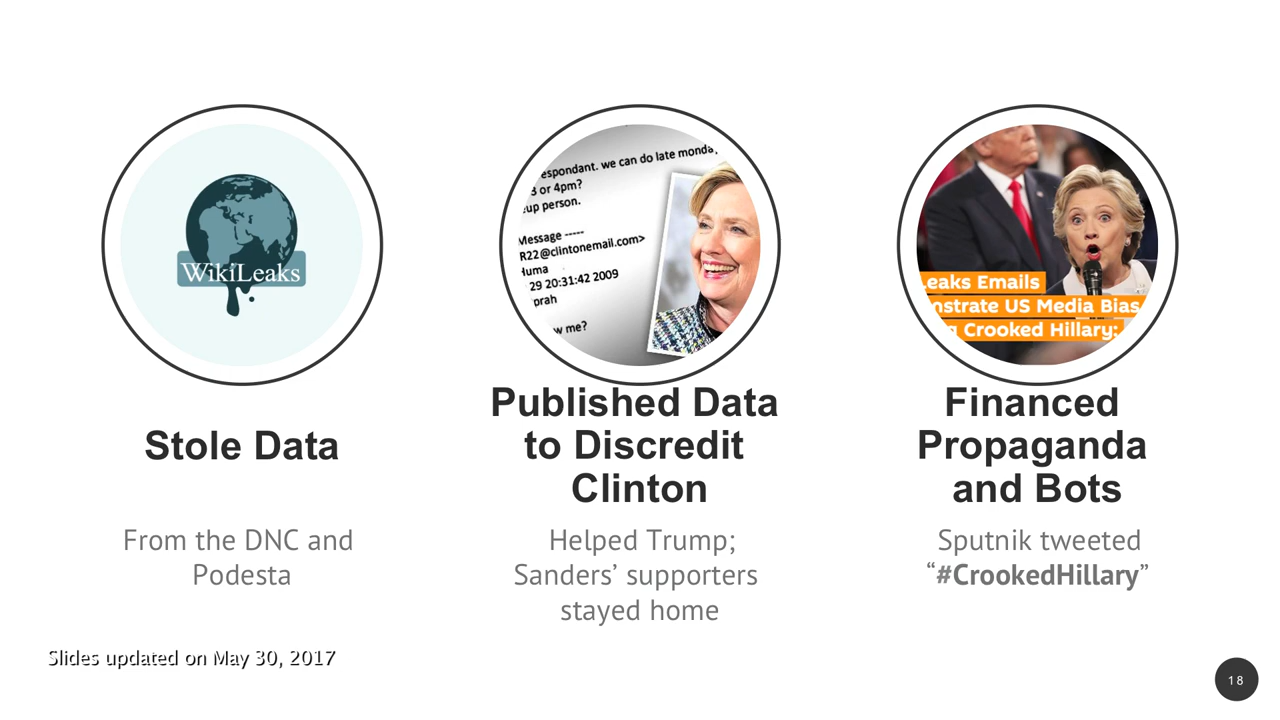 WikiLeaks
espondant. we can do late monda
3 or 4pm?
up person.
Message -----
R22@clintonemail.com>
Huma
29 20:31:42 2009
prah
w me?
Leaks Emails
nstrate US Media Bias
g Crooked Hillary:
Stole Data
From the DNC and
Podesta
Published Data
to Discredit
Clinton
Helped Trump;
Sanders’ supporters
stayed home
Financed
Propaganda
and Bots
Sputnik tweeted
“#CrookedHillary”
Slides updated on May 30, 2017
18